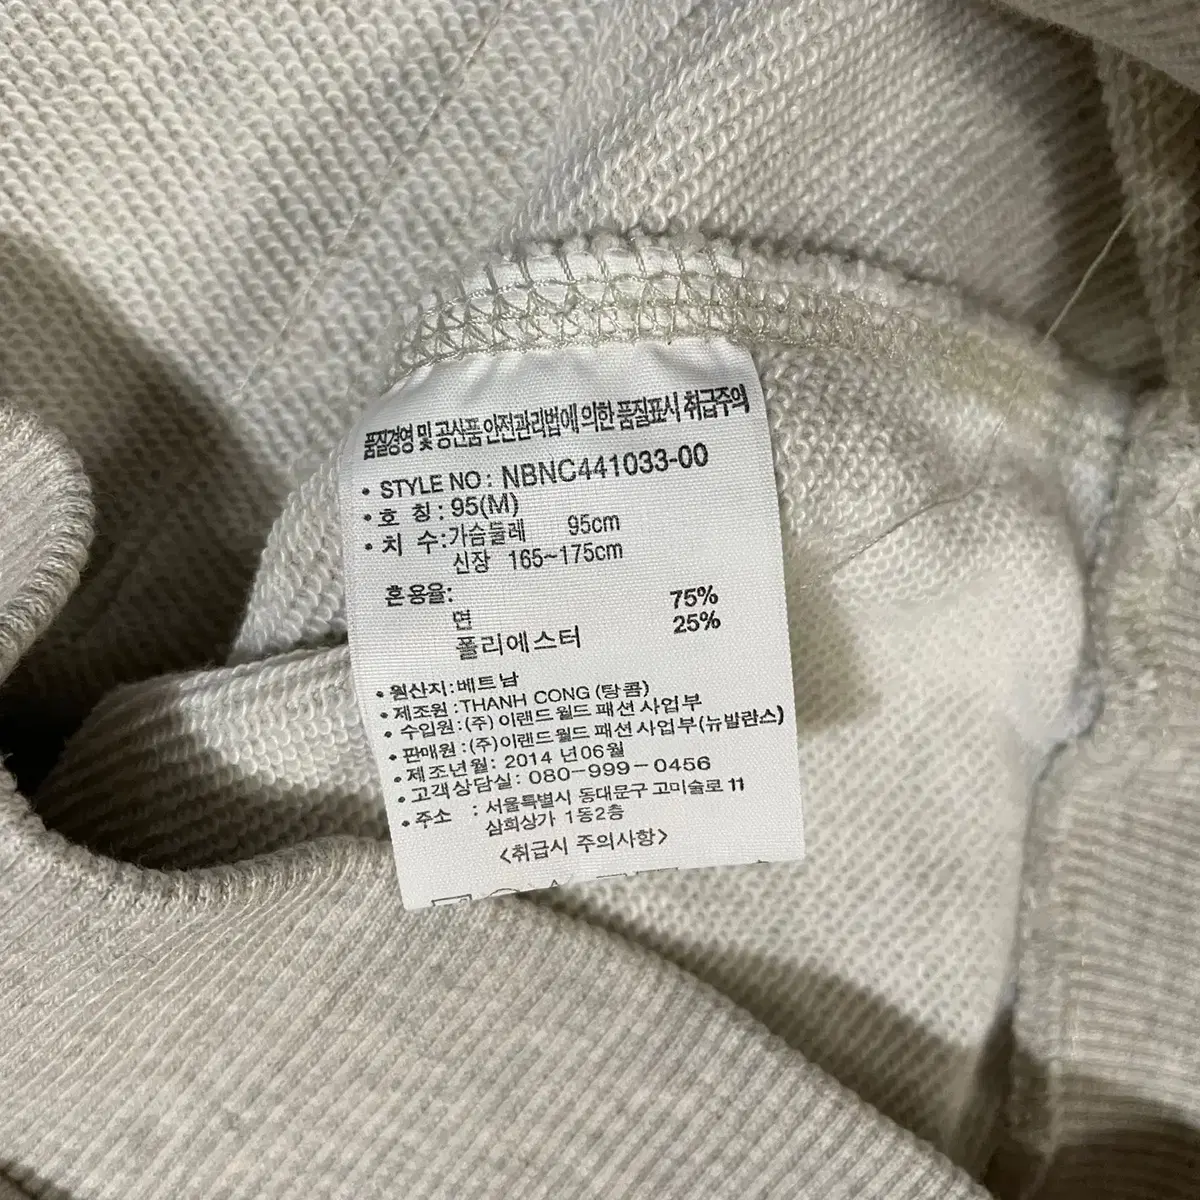 품질경영 및 공산품 안전관리법에 의한 품질표시 취급주의
• STYLE NO : NBNC441033-00
• 호 칭 : 95(M)
• 치 수 : 가슴둘레 95cm
신장 165~175cm
혼용율:
면 75%
폴리에스터 25%
• 원산지 : 베트남
• 제조원 : THANH CONG (탕콤)
• 수입원 : (주) 이랜드 월드 패션 사업부
• 판매원 : (주)이랜드 월드 패션 사업부 (뉴발란스)
• 제조년월 : 2014 년 06월
• 고객상담실 : 080-999-0456
• 주소 : 서울특별시 동대문구 고미술로 11
삼희상가 1동2층
<취급시 주의사항>